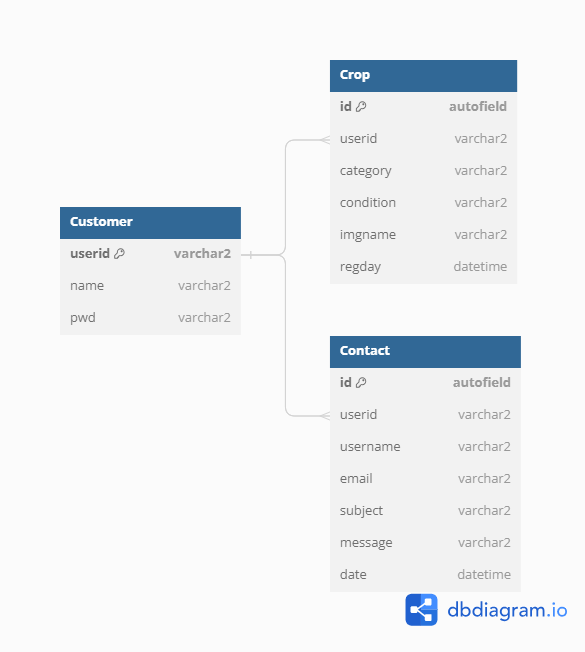 Crop
id autofield
userid varchar2
category varchar2
condition varchar2
imgname varchar2
regday datetime
Customer
userid varchar2
name varchar2
pwd varchar2
Contact
id autofield
userid varchar2
username varchar2
email varchar2
subject varchar2
message varchar2
date datetime
dbdiagram.io